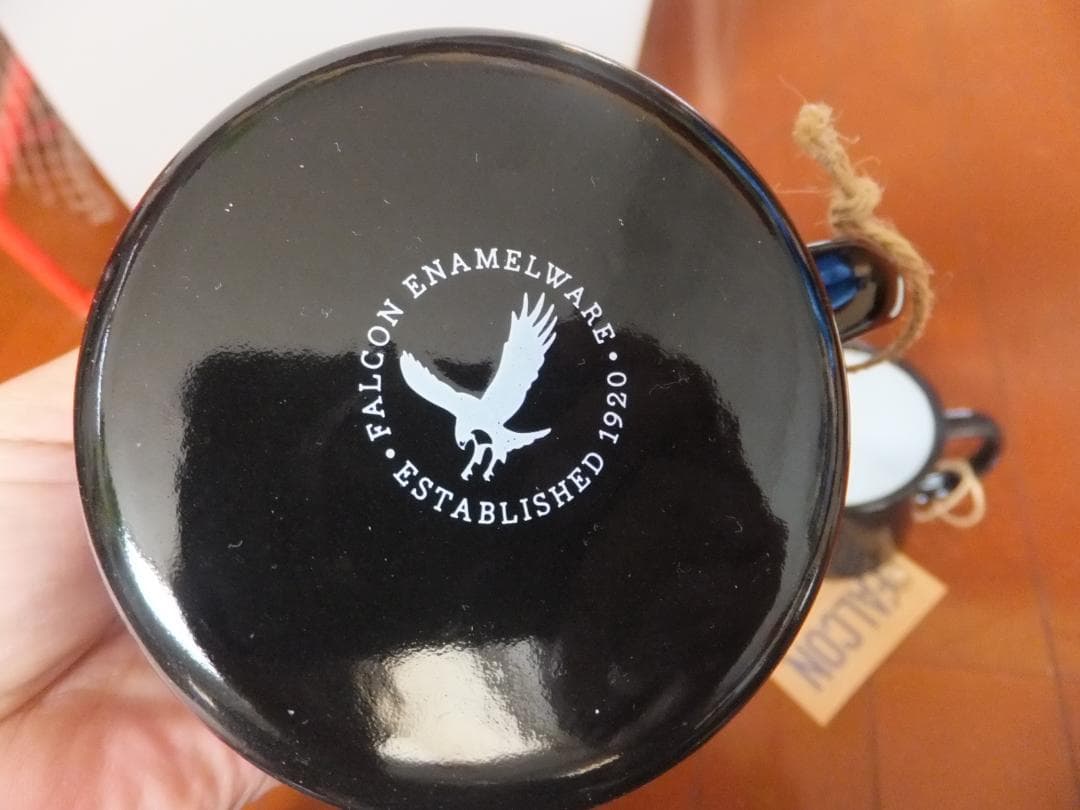 FALCON ENAMELWARE
• ESTABLISHED 1920 •
FALCON